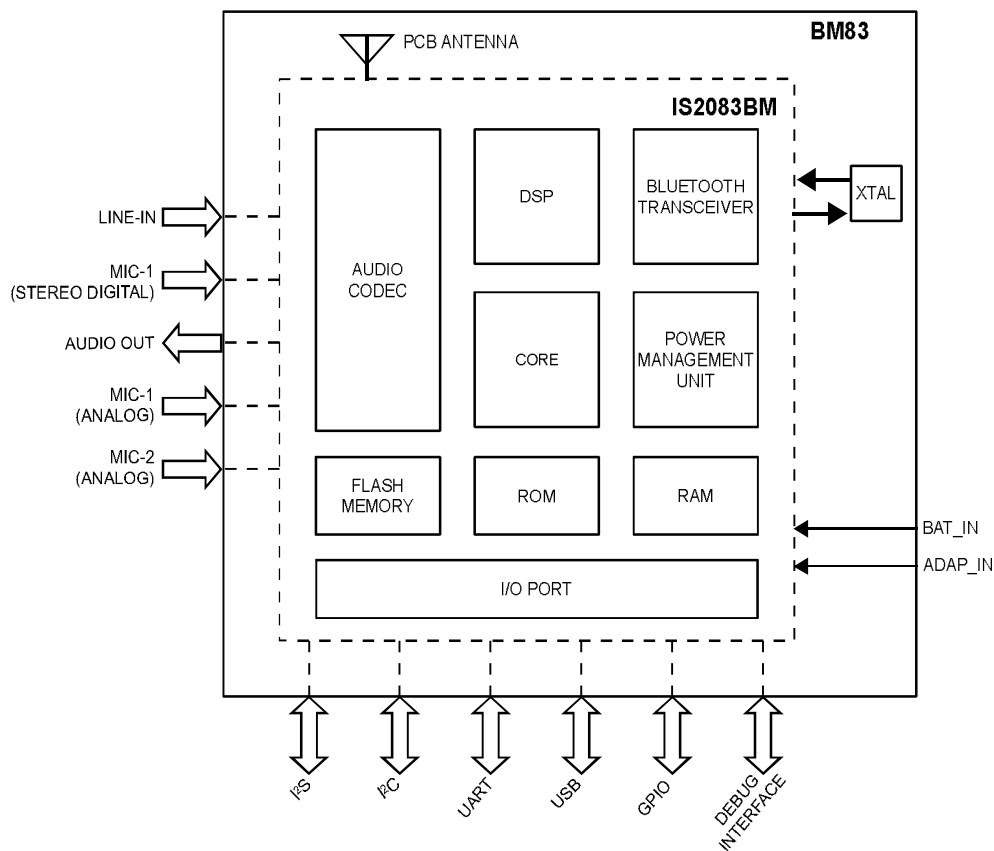 BM83
PCB ANTENNA
IS2083BM
AUDIO
CODEC
DSP
BLUETOOTH
TRANSCEIVER
XTAL
CORE
POWER
MANAGEMENT
UNIT
FLASH
MEMORY
ROM
RAM
I/O PORT
LINE-IN
MIC-1
(STEREO DIGITAL)
AUDIO OUT
MIC-1
(ANALOG)
MIC-2
(ANALOG)
BAT_IN
ADAP_IN
I²S
I²C
UART
USB
GPIO
DEBUG
INTERFACE